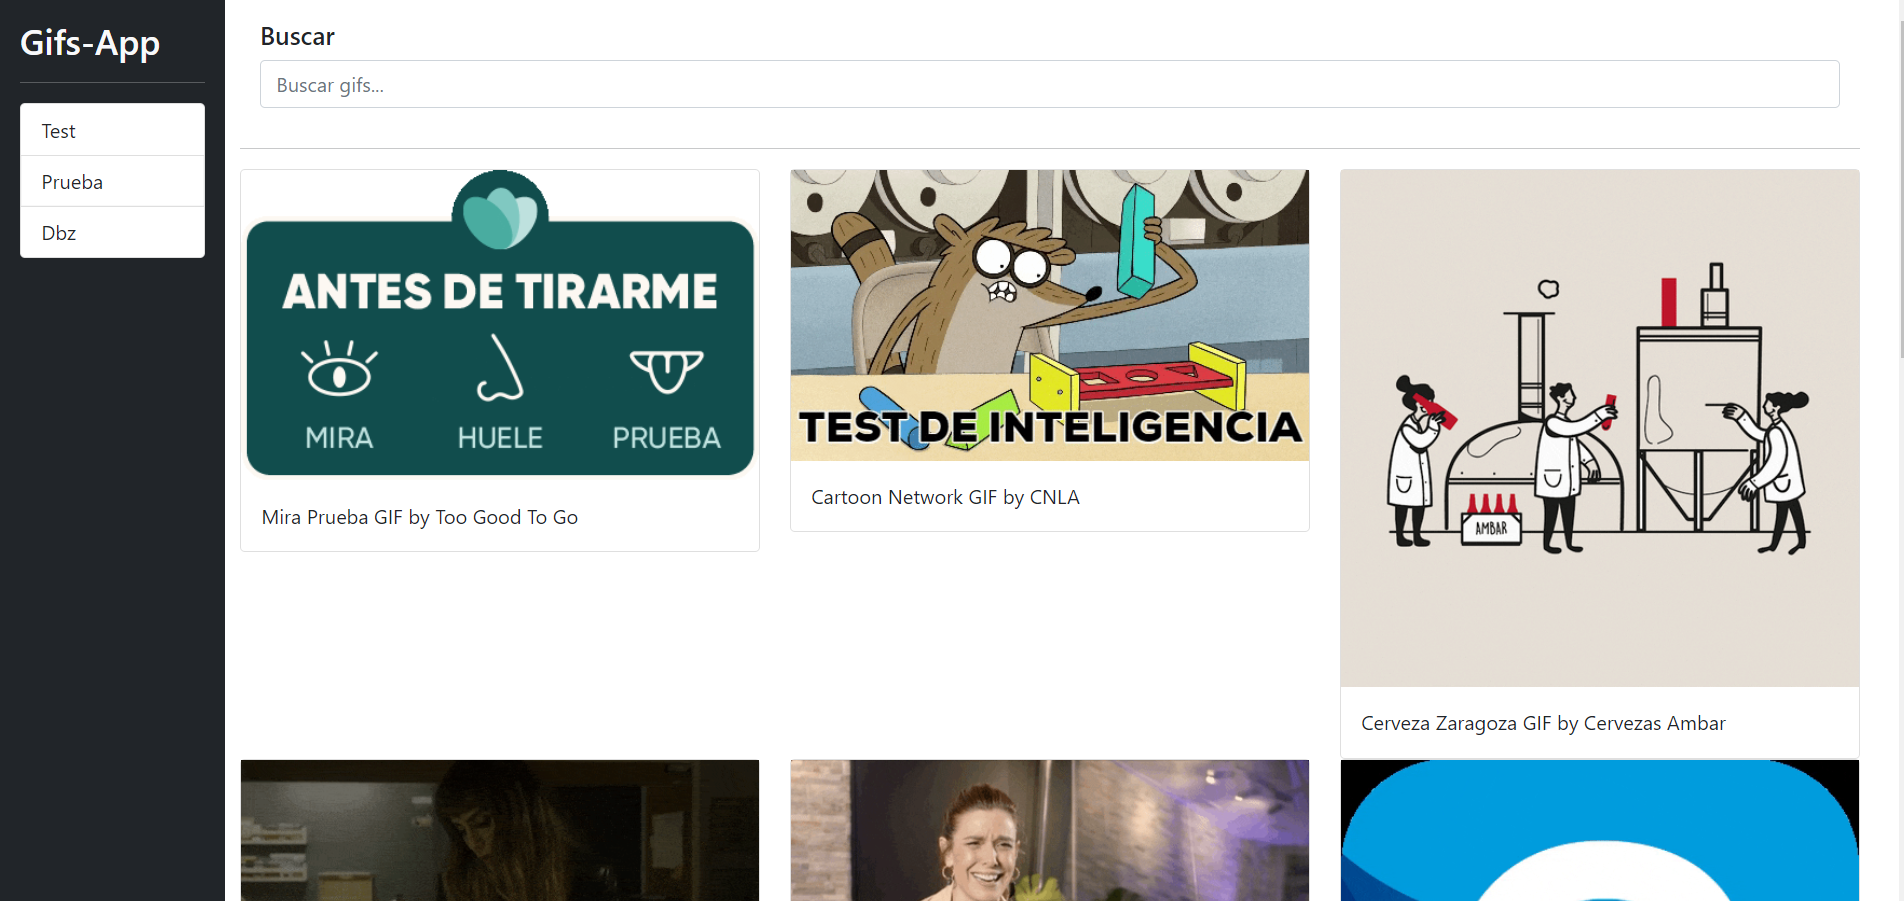 Gifs-App
Test
Prueba
Dbz
Buscar
Buscar gifs...
ANTES DE TIRARME
MIRA HUELE PRUEBA
Mira Prueba GIF by Too Good To Go
TEST DE INTELIGENCIA
Cartoon Network GIF by CNLA
AMBAR
Cerveza Zaragoza GIF by Cervezas Ambar